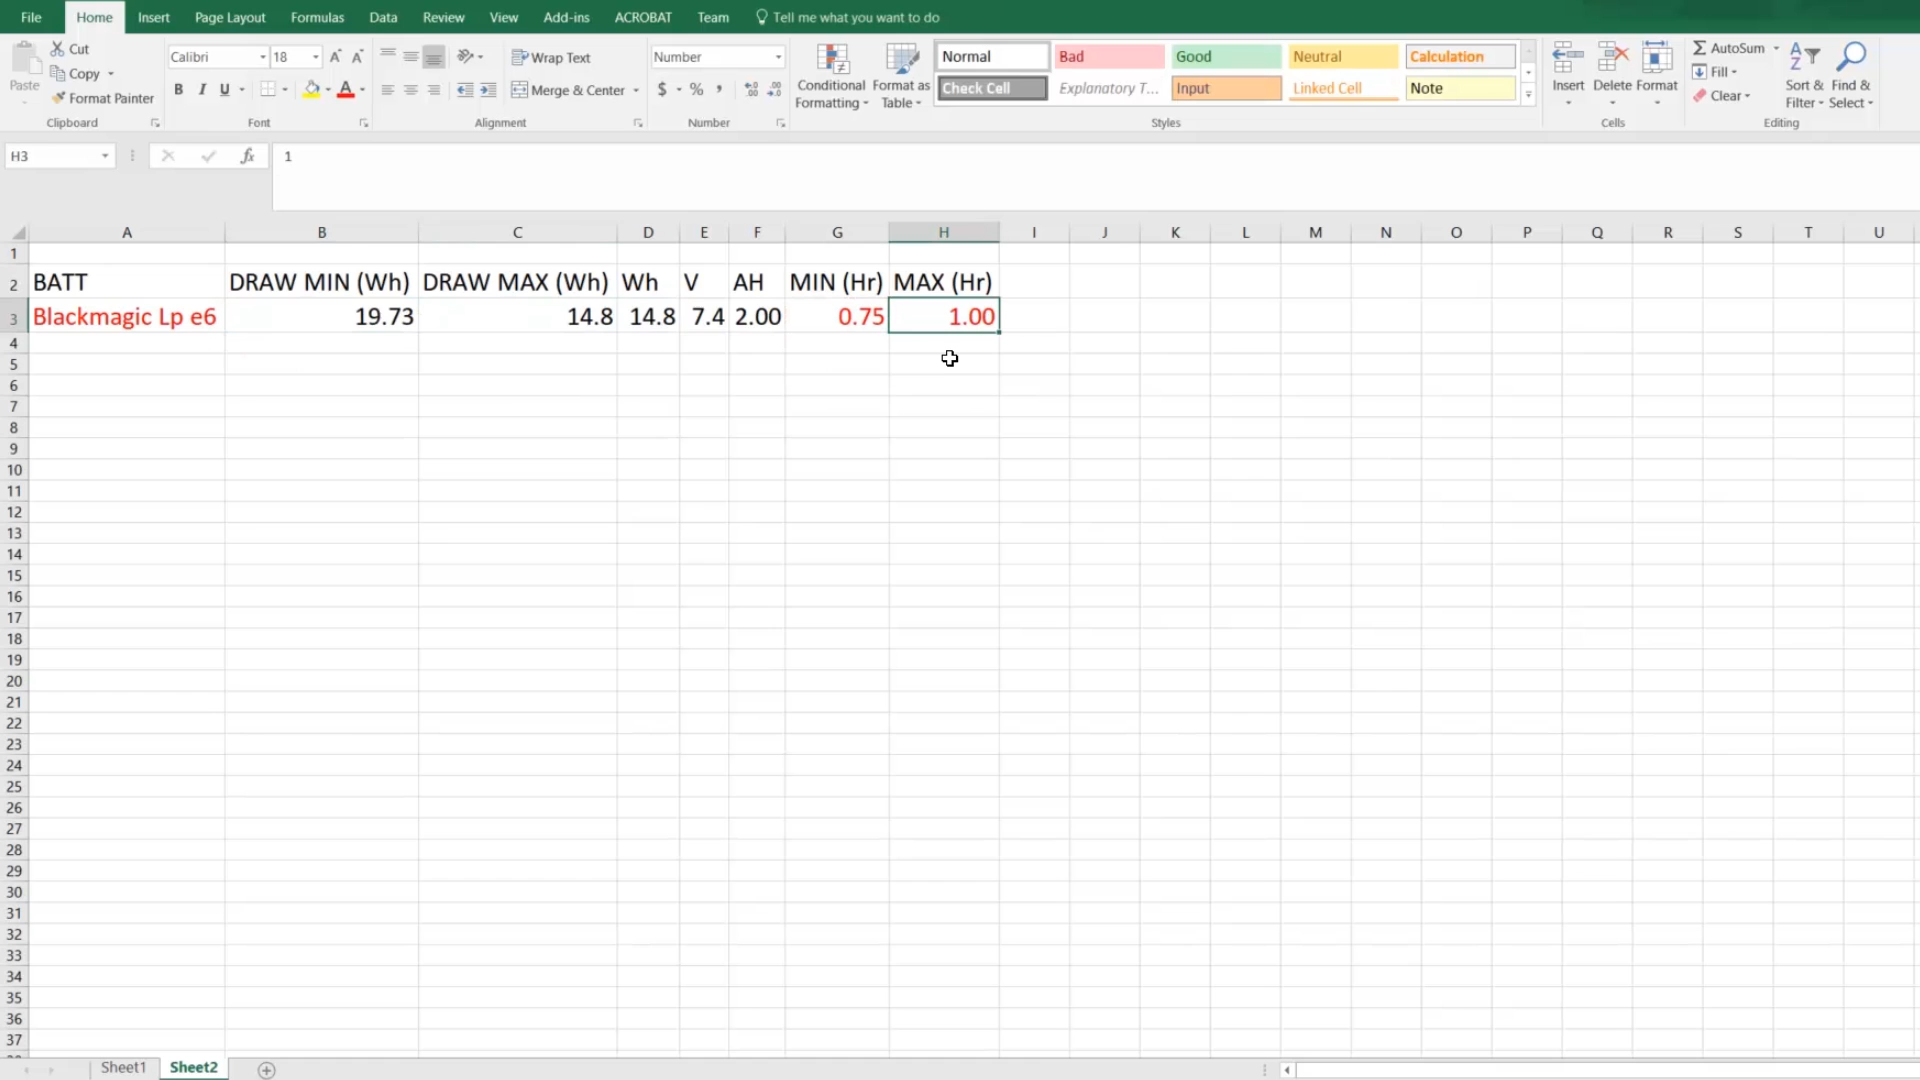 File Home Insert Page Layout Formulas Data Review View Add-ins ACROBAT Team Tell me what you want to do
Paste
Cut
Copy
Format Painter
Clipboard
Calibri 18
B I U
Font
Wrap Text
Merge & Center
Alignment
Number
$ % ,
Number
Conditional Formatting
Format as Table
Normal Bad Good Neutral Calculation
Check Cell Explanatory T... Input Linked Cell Note
Styles
Insert Delete Format
Cells
AutoSum
Fill
Clear
Sort & Filter
Find & Select
Editing
H3 fx 1
A B C D E F G H I J K L M N O P Q R S T U
1
2 BATT DRAW MIN (Wh) DRAW MAX (Wh) Wh V AH MIN (Hr) MAX (Hr)
3 Blackmagic Lp e6 19.73 14.8 14.8 7.4 2.00 0.75 1.00
4
5
6
7
8
9
10
11
12
13
14
15
16
17
18
19
20
21
22
23
24
25
26
27
28
29
30
31
32
33
34
35
36
37
Sheet1 Sheet2